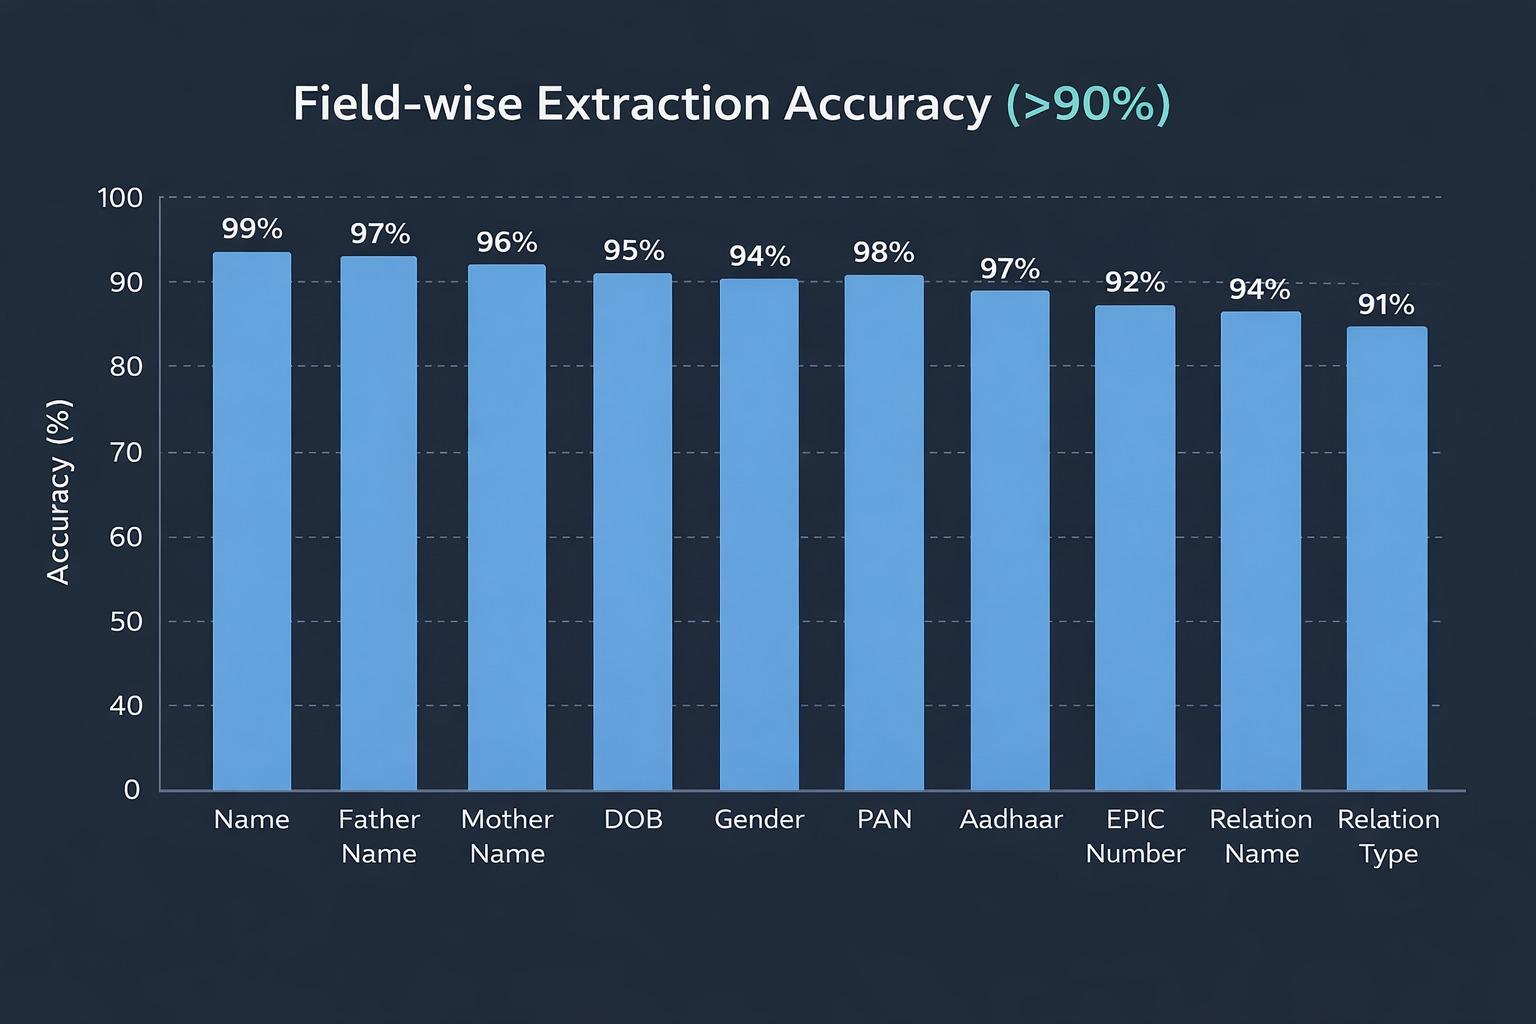 Field-wise Extraction Accuracy (>90%)
Accuracy (%)
100
90
80
70
60
50
40
0
99%
97%
96%
95%
94%
98%
97%
92%
94%
91%
Name
Father
Name
Mother
Name
DOB
Gender
PAN
Aadhaar
EPIC
Number
Relation
Name
Relation
Type